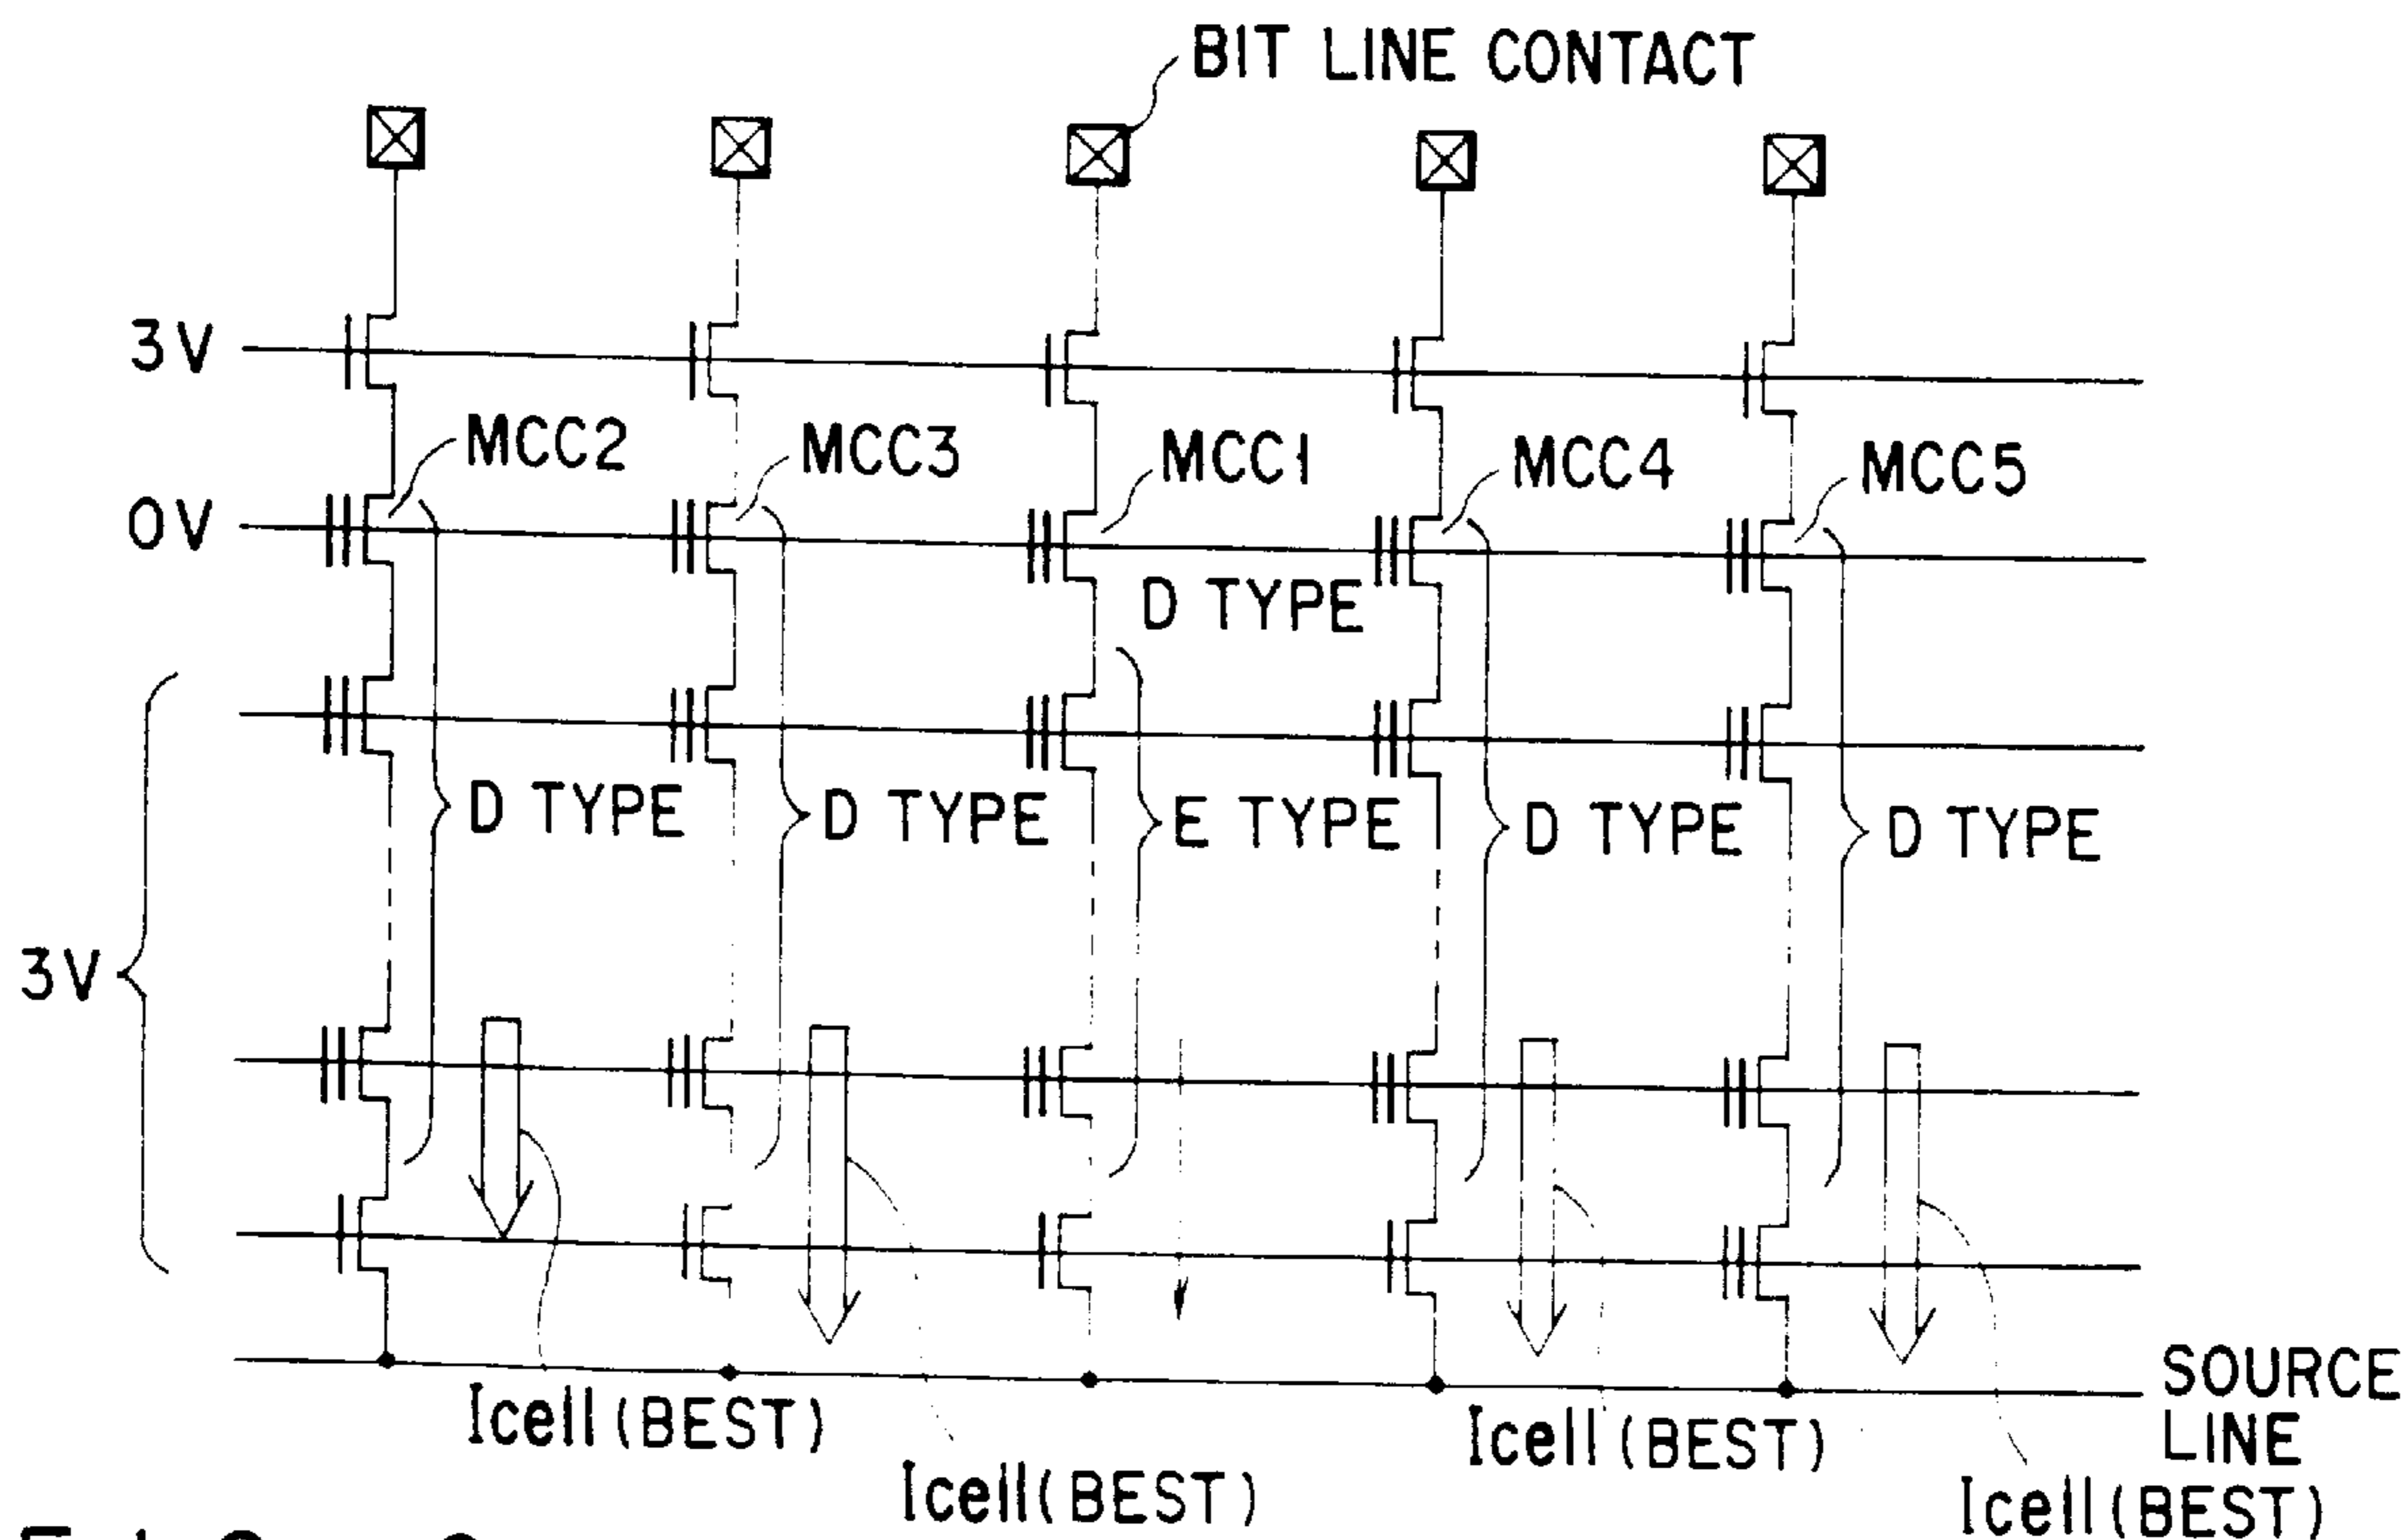 BIT LINE CONTACT
3V
MCC2
MCC3
MCC1
MCC4
MCC5
0V
D TYPE
D TYPE
D TYPE
E TYPE
D TYPE
D TYPE
3V
SOURCE
LINE
Icell (BEST)
Icell (BEST)
Icell (BEST)
Icell (BEST)